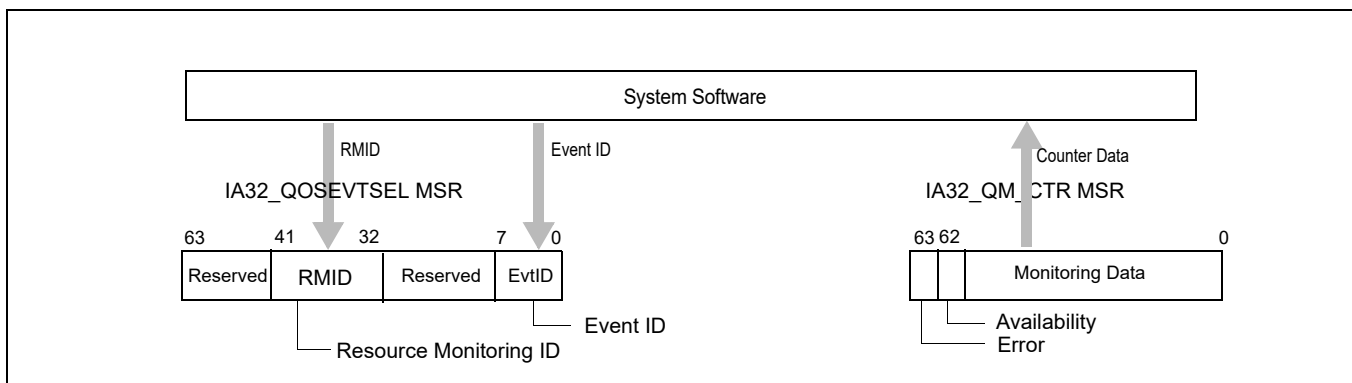 System Software
RMID
Event ID
Counter Data
IA32_QOSEVTSEL MSR
IA32_QM_CTR MSR
63 41 32 7 0
63 62 0
Reserved RMID Reserved EvtID
Monitoring Data
Event ID
Resource Monitoring ID
Availability
Error